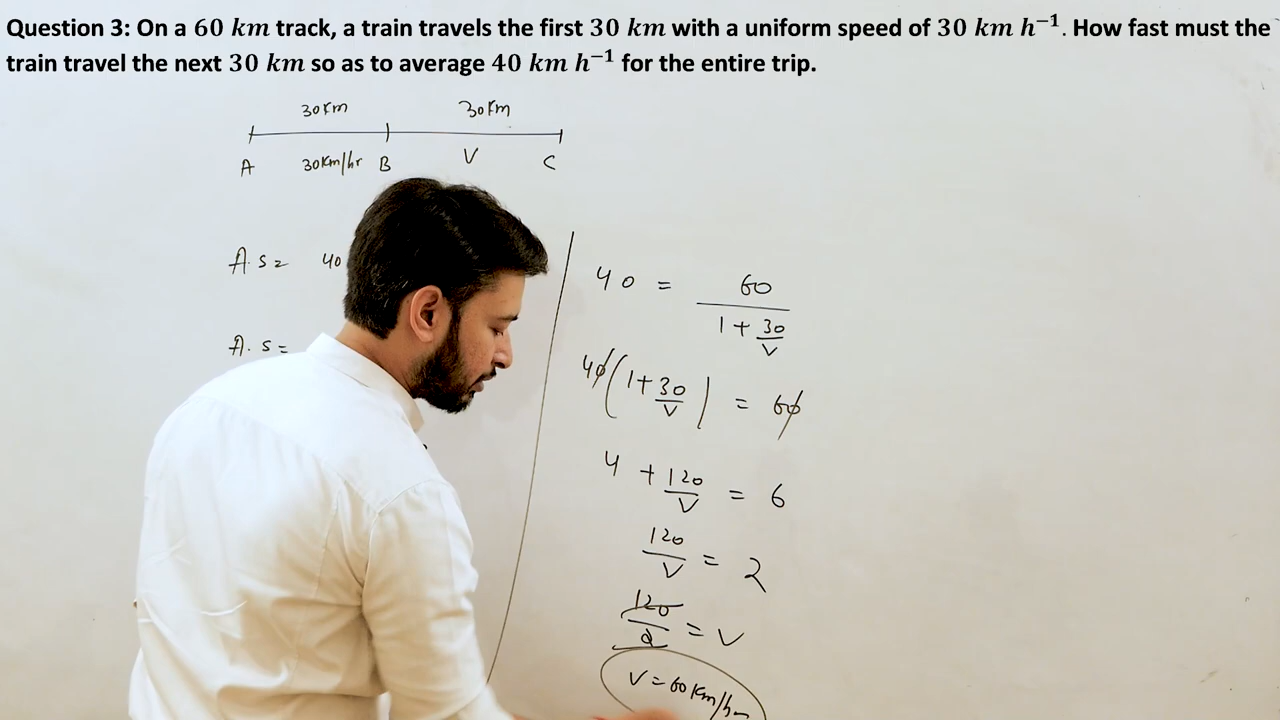 Question 3: On a 60 km track, a train travels the first 30 km with a uniform speed of 30 km h⁻¹. How fast must the
train travel the next 30 km so as to average 40 km h⁻¹ for the entire trip.
30Km 30Km
A 30Km/hr B V C
A.S= 40
A.S=
40 = 60/(1+30/V)
40(1+30/V) = 60
4 + 120/V = 6
120/V = 2
120/2 = V
V = 60 Km/hr